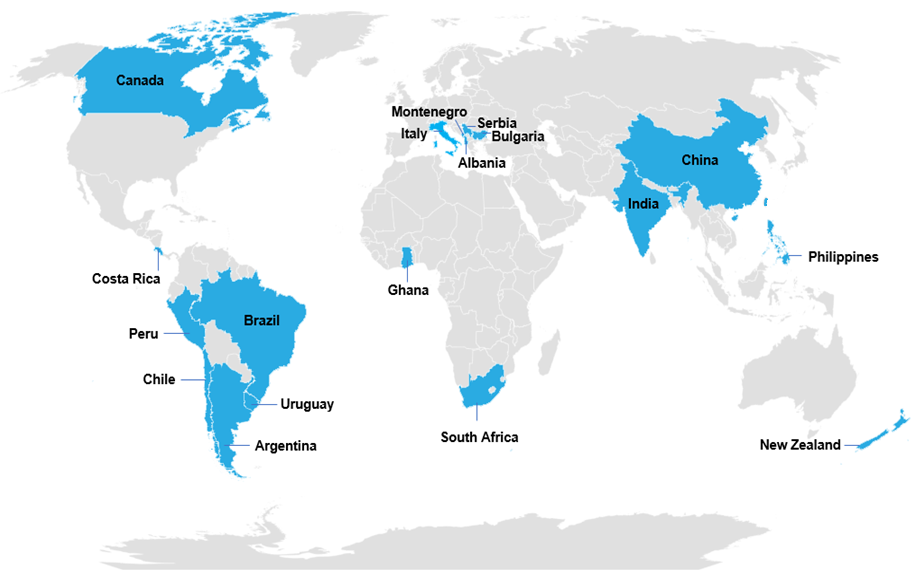 Canada
Montenegro
Serbia
Italy
Bulgaria
Albania
China
India
Philippines
Costa Rica
Ghana
Brazil
Peru
Chile
Uruguay
South Africa
Argentina
New Zealand